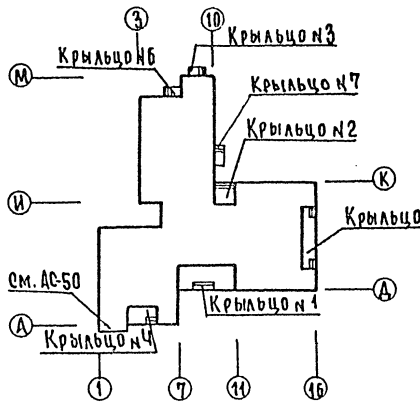 3
10
Крыльцо N3
Крыльцо N6
М
Крыльцо N7
Крыльцо N2
К
И
Крыльцо
см. АС-50
Д
Крыльцо N1
А
Крыльцо N4
1
7
11
16